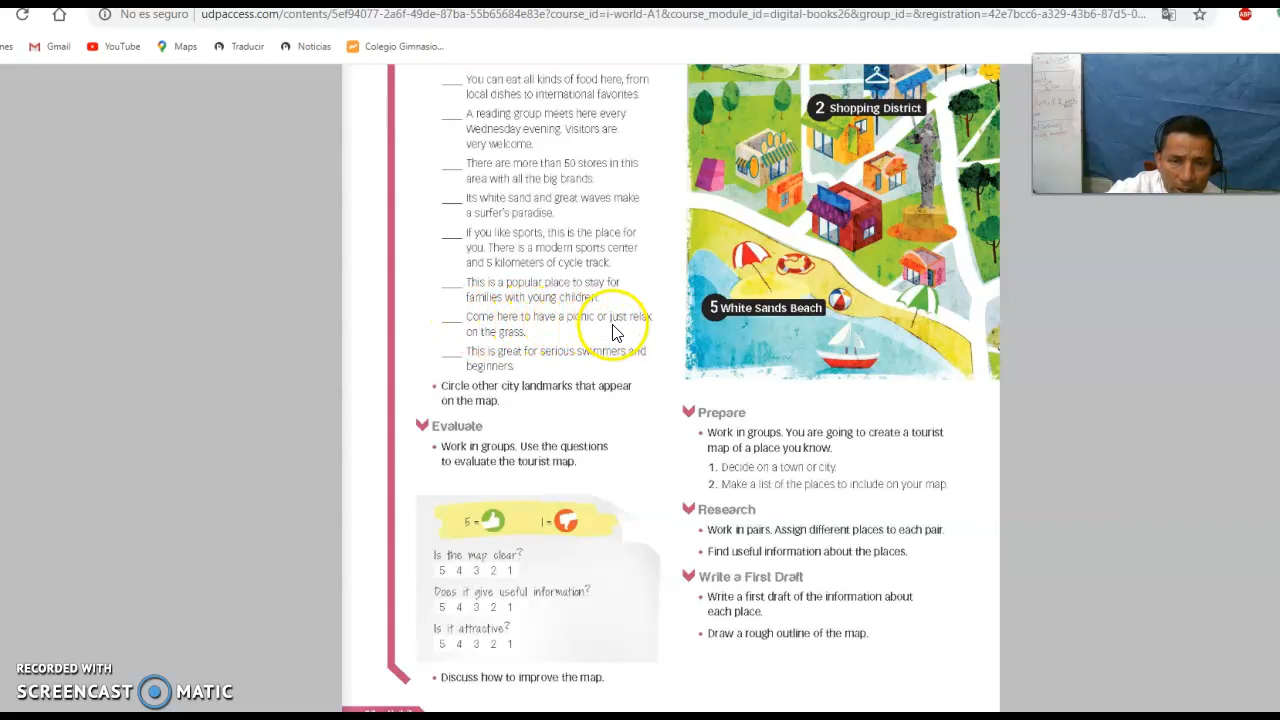 No es seguro
udpaccess.com/contents/5ef94077-2a6f-49de-87ba-55b65684e83e?course_id=i-world-A1&course_module_id=digital-books26&group_id=&registration=42e7bcc6-a329-43b6-87d5-0...
nes
Gmail
YouTube
Maps
Traducir
Noticias
Colegio Gimnasio...
ABP
____ You can eat all kinds of food here, from
local dishes to international favorites.
____ A reading group meets here every
Wednesday evening. Visitors are
very welcome.
____ There are more than 50 stores in this
area with all the big brands.
____ Its white sand and great waves make
a surfer's paradise.
____ If you like sports, this is the place for
you. There is a modern sports center
and 5 kilometers of cycle track.
____ This is a popular place to stay for
families with young children.
____ Come here to have a picnic or just relax
on the grass.
____ This is great for serious swimmers and
beginners.
• Circle other city landmarks that appear
on the map.
Evaluate
• Work in groups. Use the questions
to evaluate the tourist map.
5 = 1 =
Is the map clear?
5 4 3 2 1
Does it give useful information?
5 4 3 2 1
Is it attractive?
5 4 3 2 1
• Discuss how to improve the map.
2 Shopping District
5 White Sands Beach
Prepare
• Work in groups. You are going to create a tourist
map of a place you know.
1. Decide on a town or city.
2. Make a list of the places to include on your map.
Research
• Work in pairs. Assign different places to each pair.
• Find useful information about the places.
Write a First Draft
• Write a first draft of the information about
each place.
• Draw a rough outline of the map.
RECORDED WITH
SCREENCAST MATIC